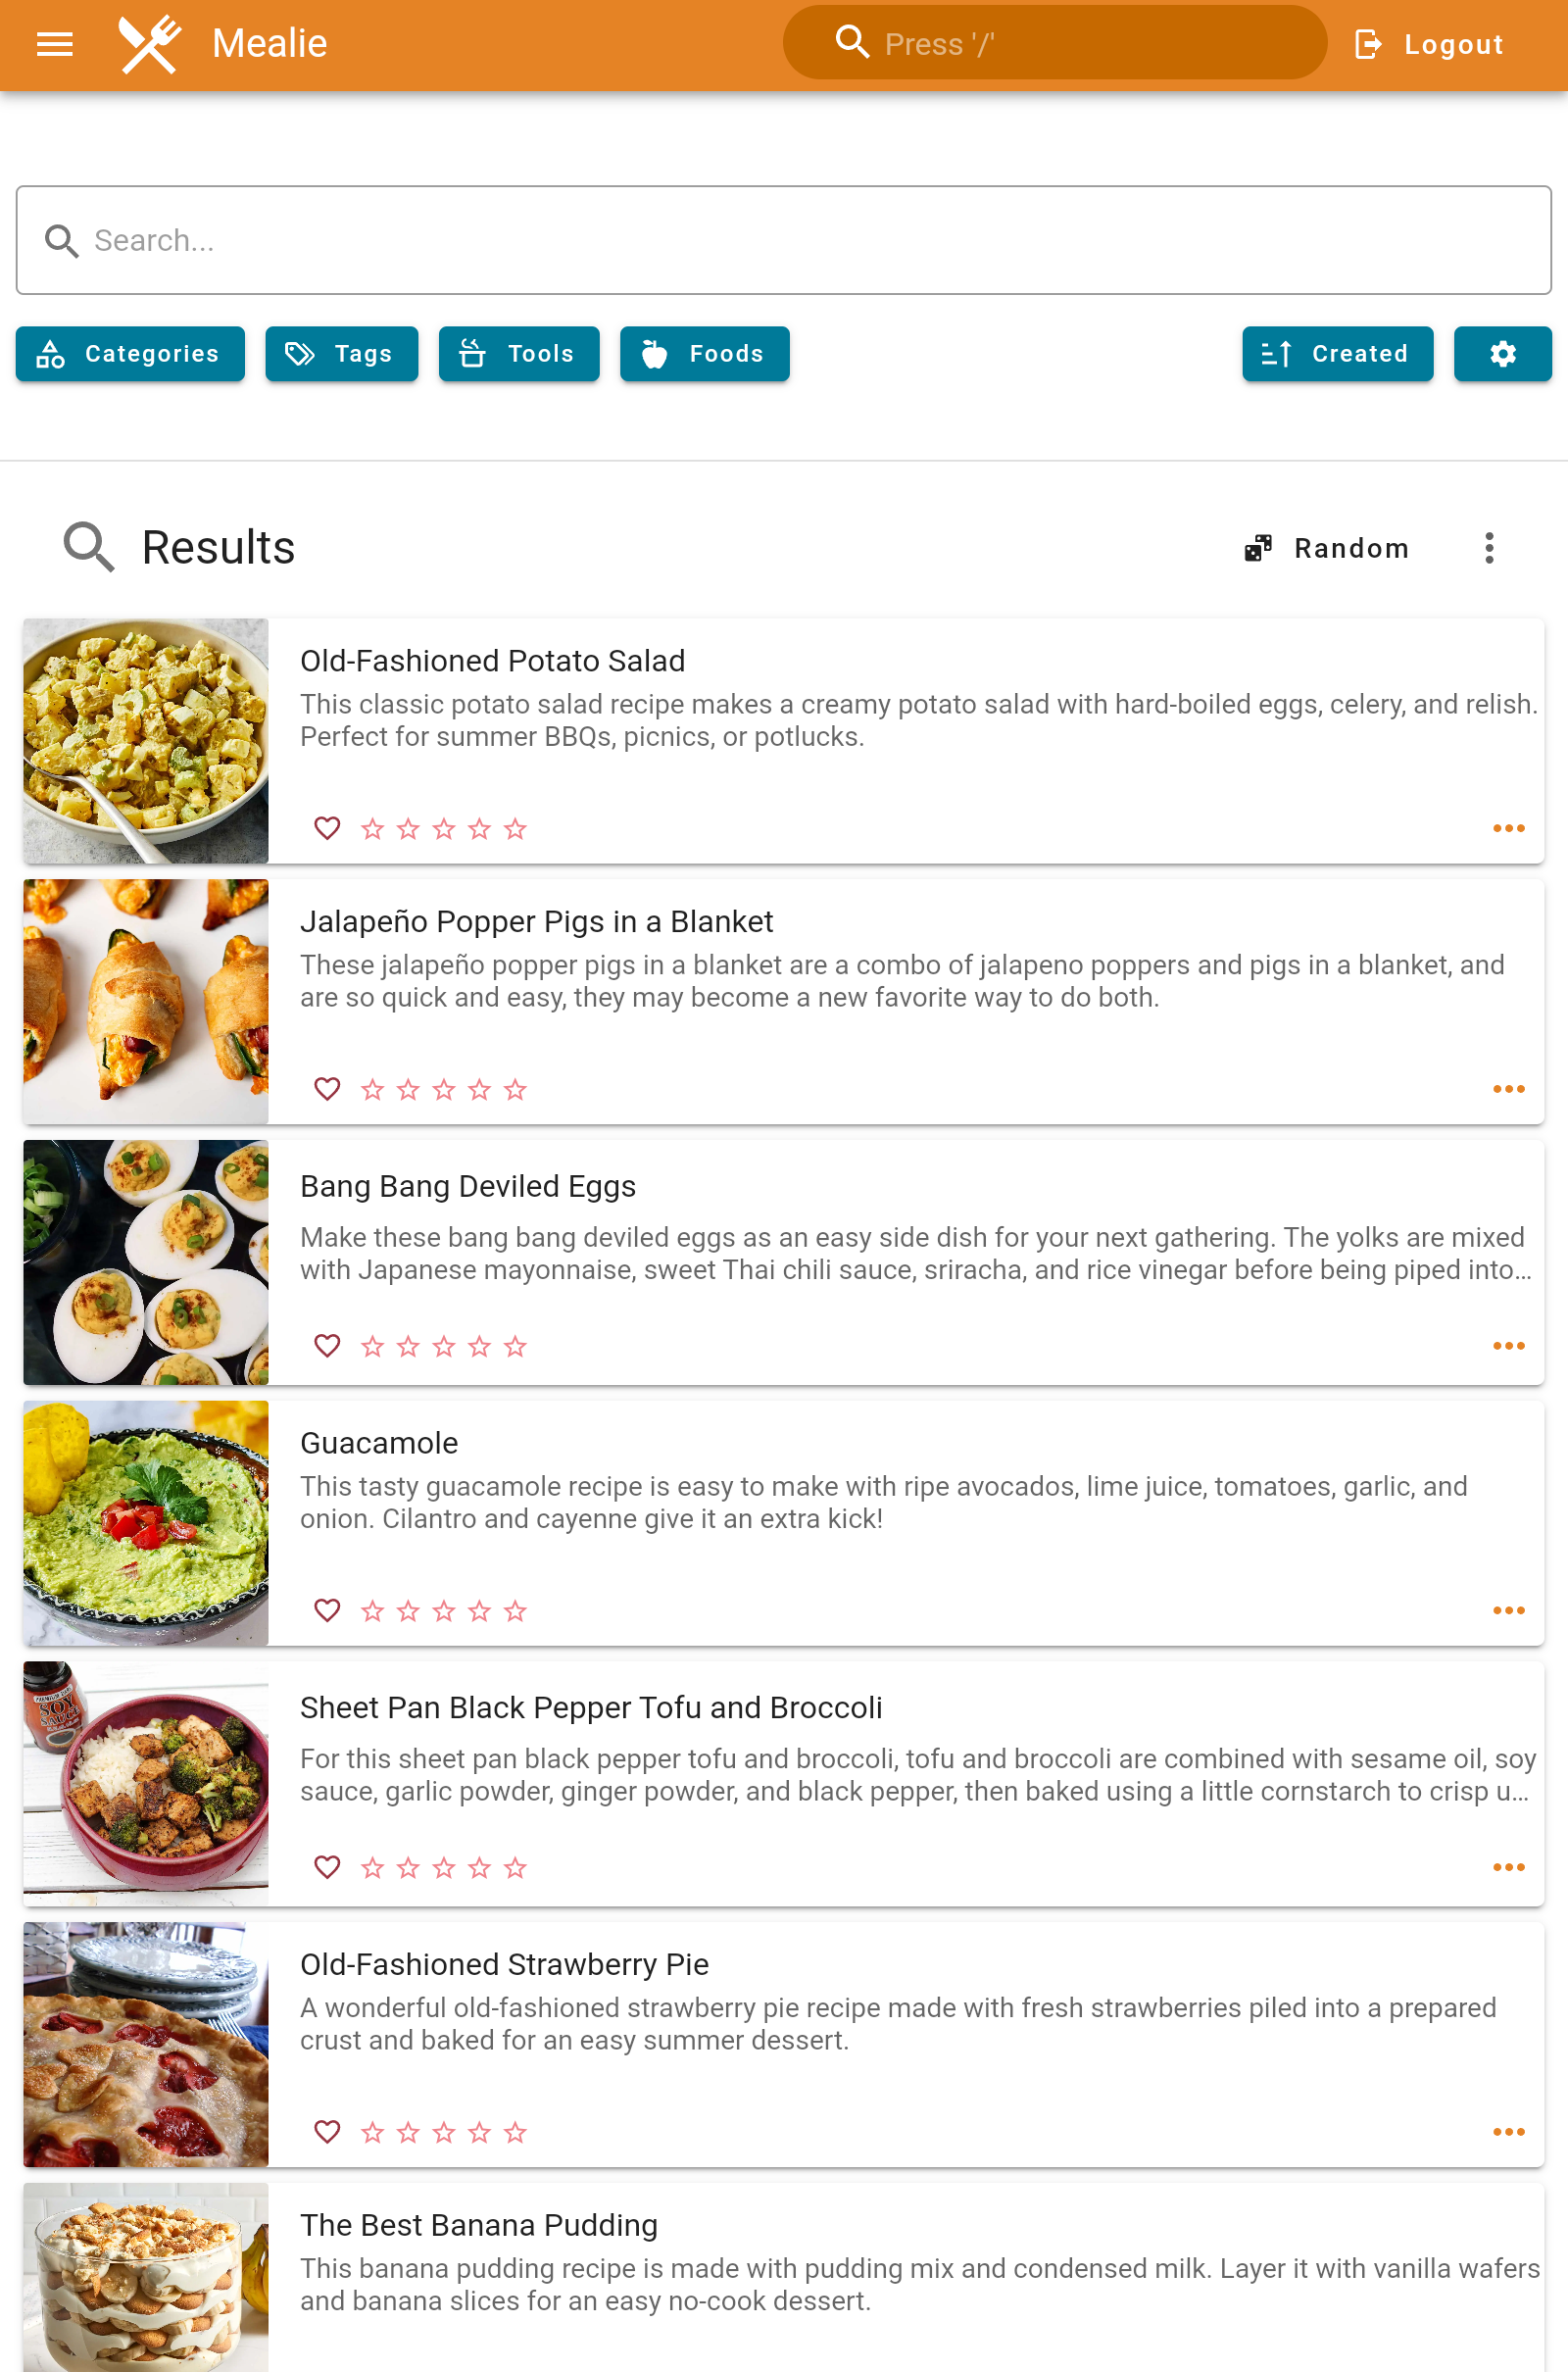 Mealie
Press '/'
Logout
Search...
Categories
Tags
Tools
Foods
Created
Results
Random
Old-Fashioned Potato Salad
This classic potato salad recipe makes a creamy potato salad with hard-boiled eggs, celery, and relish.
Perfect for summer BBQs, picnics, or potlucks.
Jalapeño Popper Pigs in a Blanket
These jalapeño popper pigs in a blanket are a combo of jalapeno poppers and pigs in a blanket, and
are so quick and easy, they may become a new favorite way to do both.
Bang Bang Deviled Eggs
Make these bang bang deviled eggs as an easy side dish for your next gathering. The yolks are mixed
with Japanese mayonnaise, sweet Thai chili sauce, sriracha, and rice vinegar before being piped into…
Guacamole
This tasty guacamole recipe is easy to make with ripe avocados, lime juice, tomatoes, garlic, and
onion. Cilantro and cayenne give it an extra kick!
SOY
SAUCE
Sheet Pan Black Pepper Tofu and Broccoli
For this sheet pan black pepper tofu and broccoli, tofu and broccoli are combined with sesame oil, soy
sauce, garlic powder, ginger powder, and black pepper, then baked using a little cornstarch to crisp u…
Old-Fashioned Strawberry Pie
A wonderful old-fashioned strawberry pie recipe made with fresh strawberries piled into a prepared
crust and baked for an easy summer dessert.
The Best Banana Pudding
This banana pudding recipe is made with pudding mix and condensed milk. Layer it with vanilla wafers
and banana slices for an easy no-cook dessert.